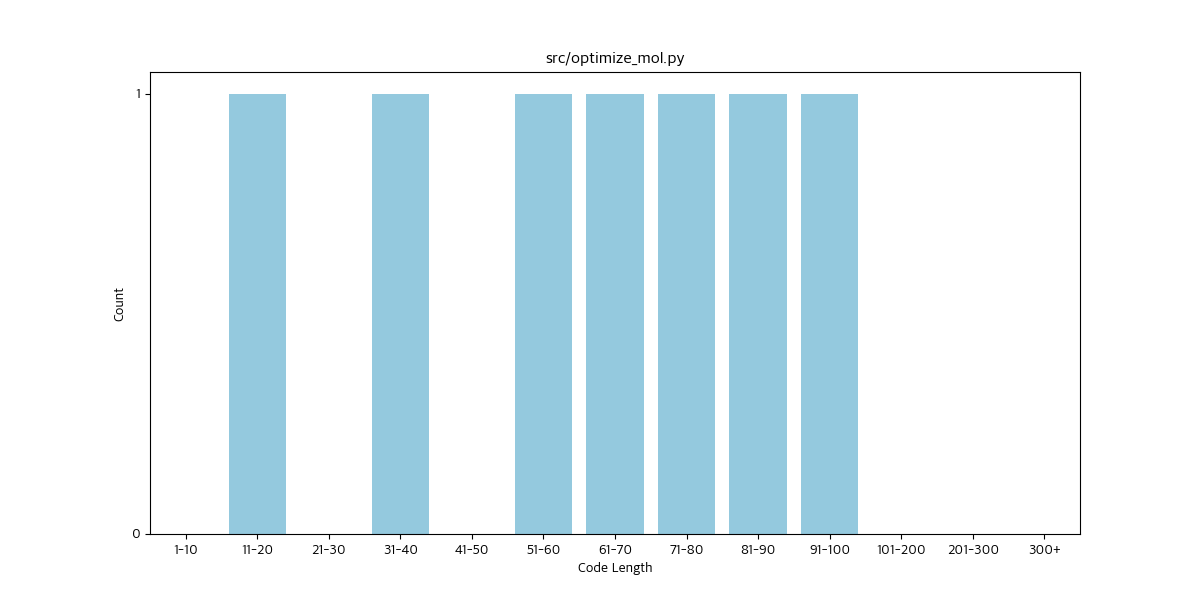 src/optimize_mol.py
1
0
Count
1-10 11-20 21-30 31-40 41-50 51-60 61-70 71-80 81-90 91-100 101-200 201-300 300+
Code Length